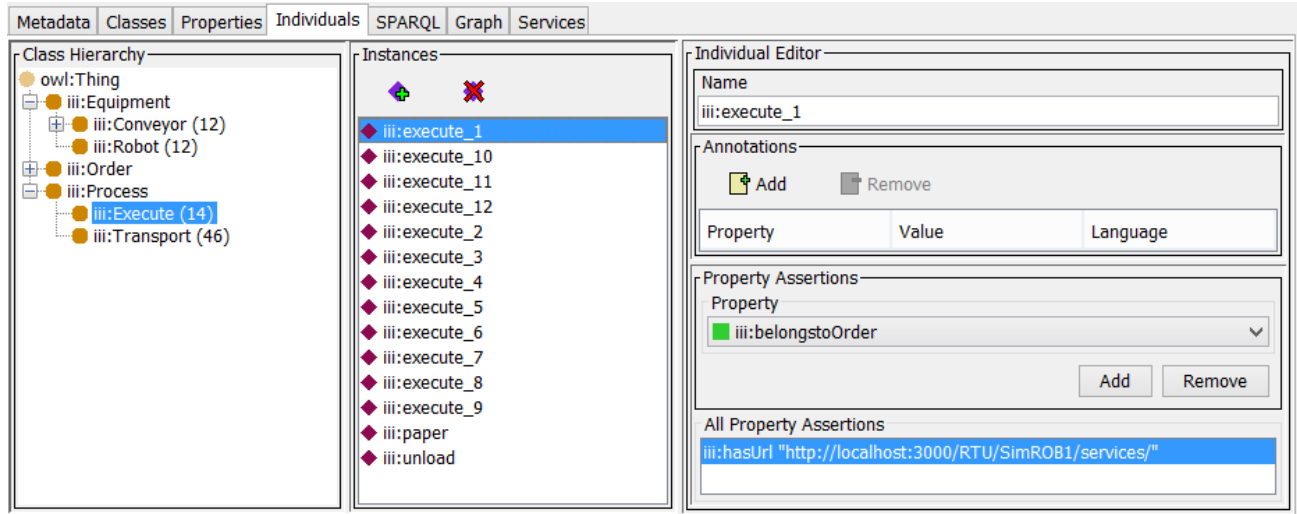 Metadata Classes Properties Individuals SPARQL Graph Services
Class Hierarchy
owl:Thing
iii:Equipment
iii:Conveyor (12)
iii:Robot (12)
iii:Order
iii:Process
iii:Execute (14)
iii:Transport (46)
Instances
iii:execute_1
iii:execute_10
iii:execute_11
iii:execute_12
iii:execute_2
iii:execute_3
iii:execute_4
iii:execute_5
iii:execute_6
iii:execute_7
iii:execute_8
iii:execute_9
iii:paper
iii:unload
Individual Editor
Name
iii:execute_1
Annotations
Add Remove
Property Value Language
Property Assertions
Property
iii:belongstoOrder
Add Remove
All Property Assertions
iii:hasUrl "http://localhost:3000/RTU/SimROB1/services/"